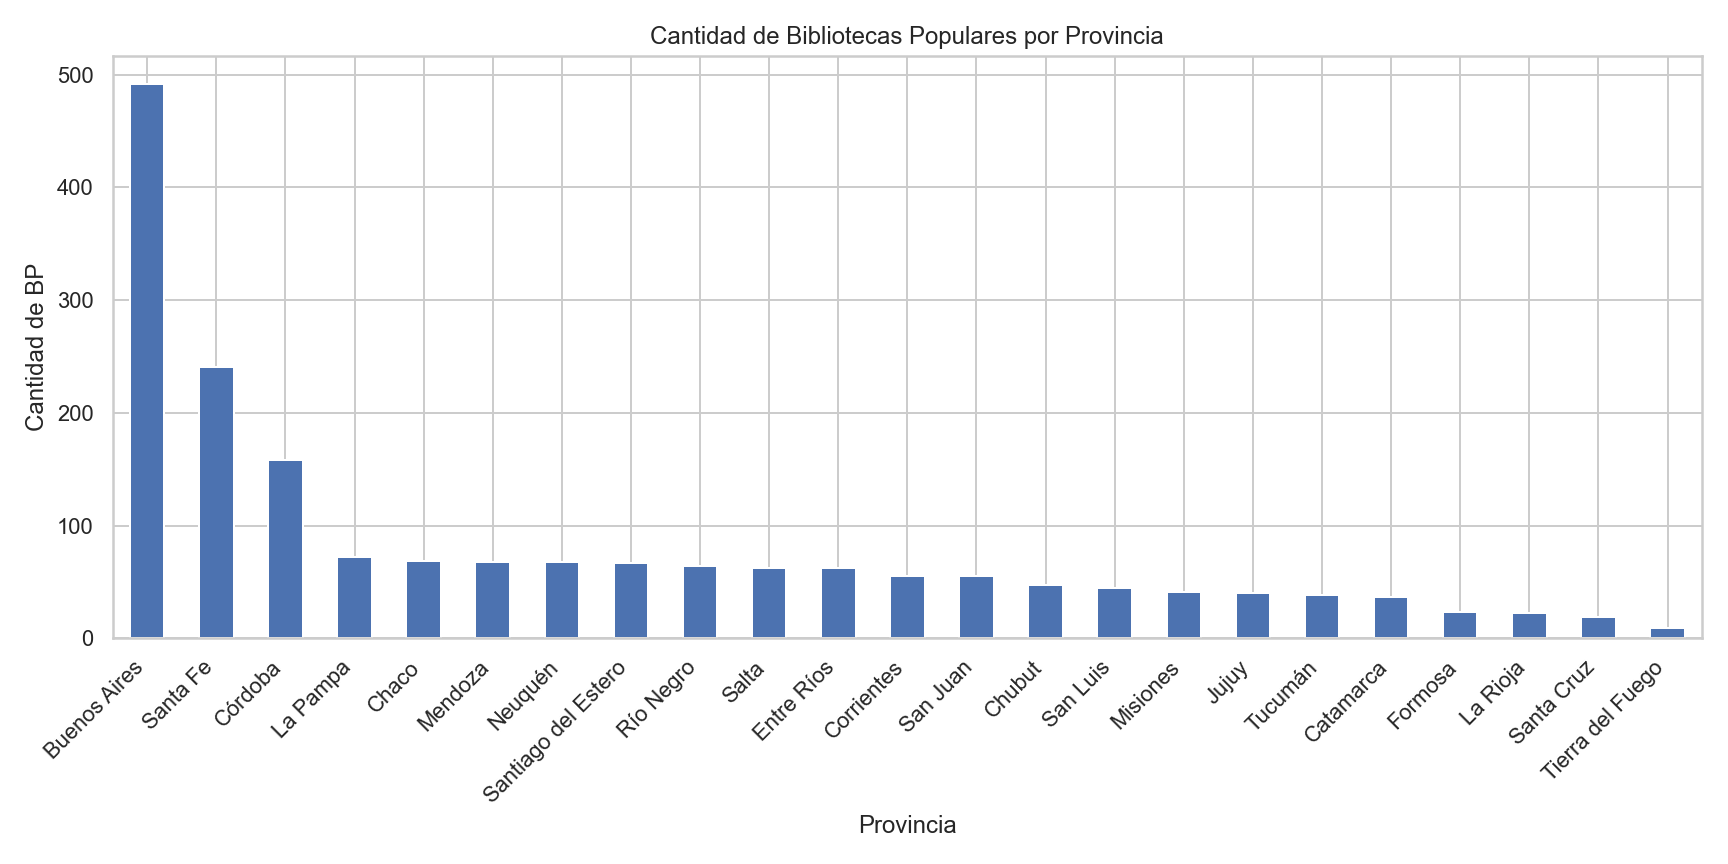 Cantidad de Bibliotecas Populares por Provincia
Cantidad de BP
500
400
300
200
100
0
Buenos Aires
Santa Fe
Córdoba
La Pampa
Chaco
Mendoza
Neuquén
Santiago del Estero
Río Negro
Salta
Entre Ríos
Corrientes
San Juan
Chubut
San Luis
Misiones
Jujuy
Tucumán
Catamarca
Formosa
La Rioja
Santa Cruz
Tierra del Fuego
Provincia